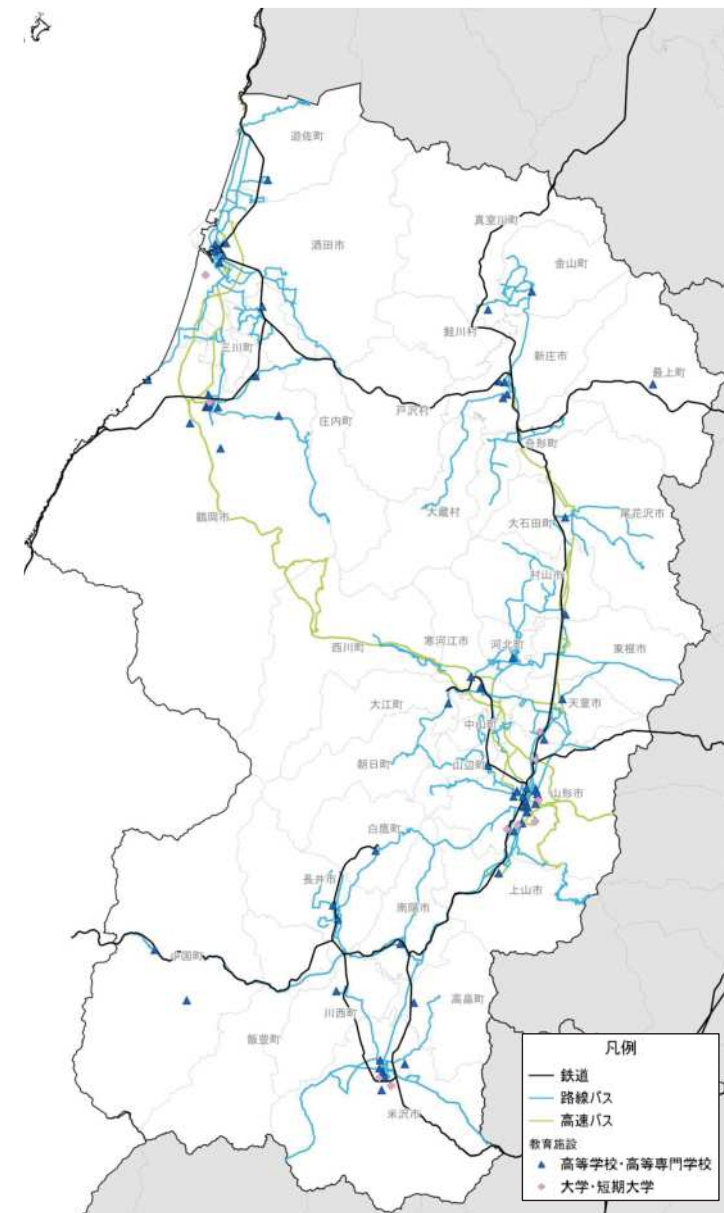 遊佐町
真室川町
酒田市
金山町
鮭川村
三川町
新庄市
最上町
戸沢村
庄内町
舟形町
大蔵村
鶴岡市
大石田町
尾花沢市
村山市
寒河江市
河北町
東根市
西川町
大江町
天童市
中山町
朝日町
山辺町
山形市
白鷹町
長井市
上山市
南陽市
小国町
高畠町
川西町
飯豊町
米沢市
凡例
鉄道
路線バス
高速バス
教育施設
高等学校・高等専門学校
大学・短期大学